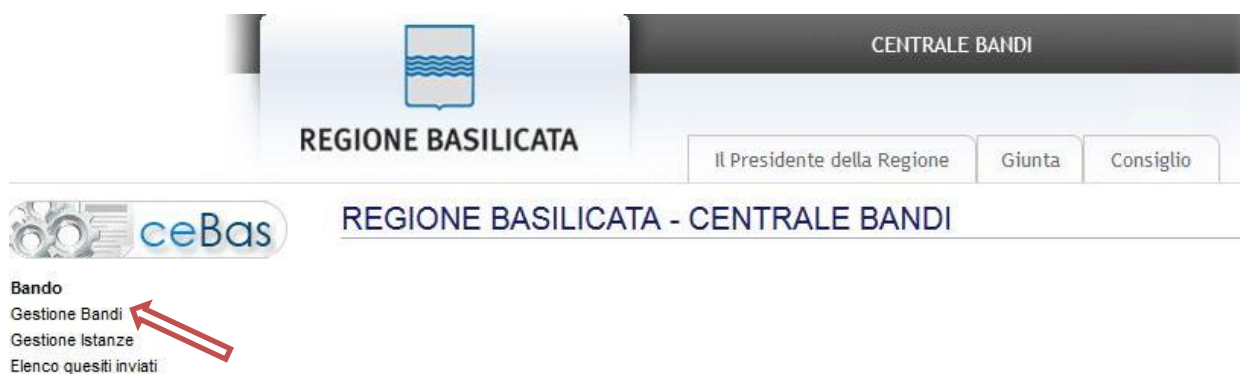 CENTRALE BANDI
REGIONE BASILICATA
Il Presidente della Regione
Giunta
Consiglio
ceBas
REGIONE BASILICATA - CENTRALE BANDI
Bando
Gestione Bandi
Gestione Istanze
Elenco quesiti inviati